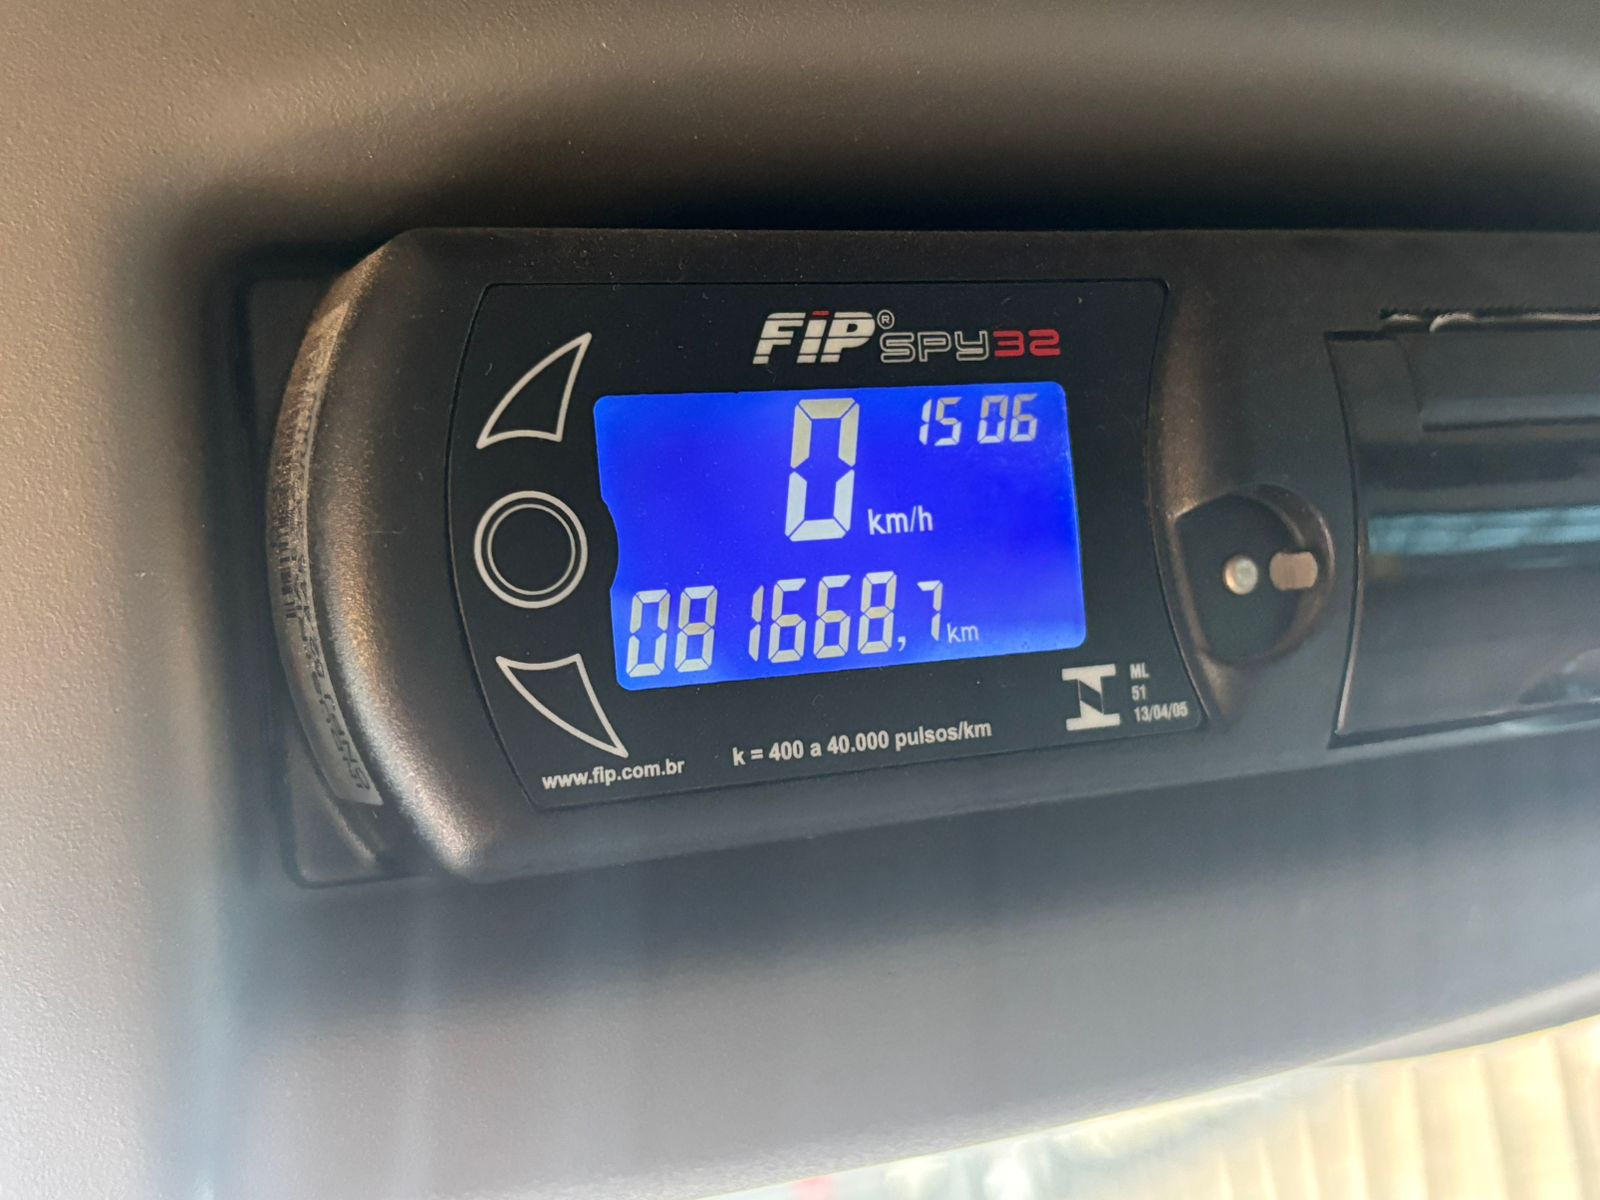 FIP® SPY32
15 06
0 km/h
081668,7 km
ML
51
13/04/05
k = 400 a 40.000 pulsos/km
www.fip.com.br